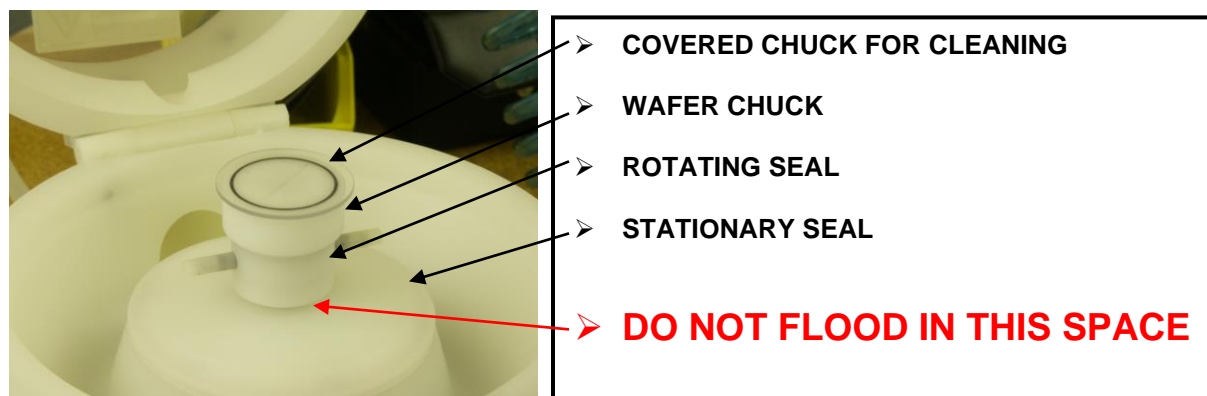 COVERED CHUCK FOR CLEANING
WAFER CHUCK
ROTATING SEAL
STATIONARY SEAL
DO NOT FLOOD IN THIS SPACE